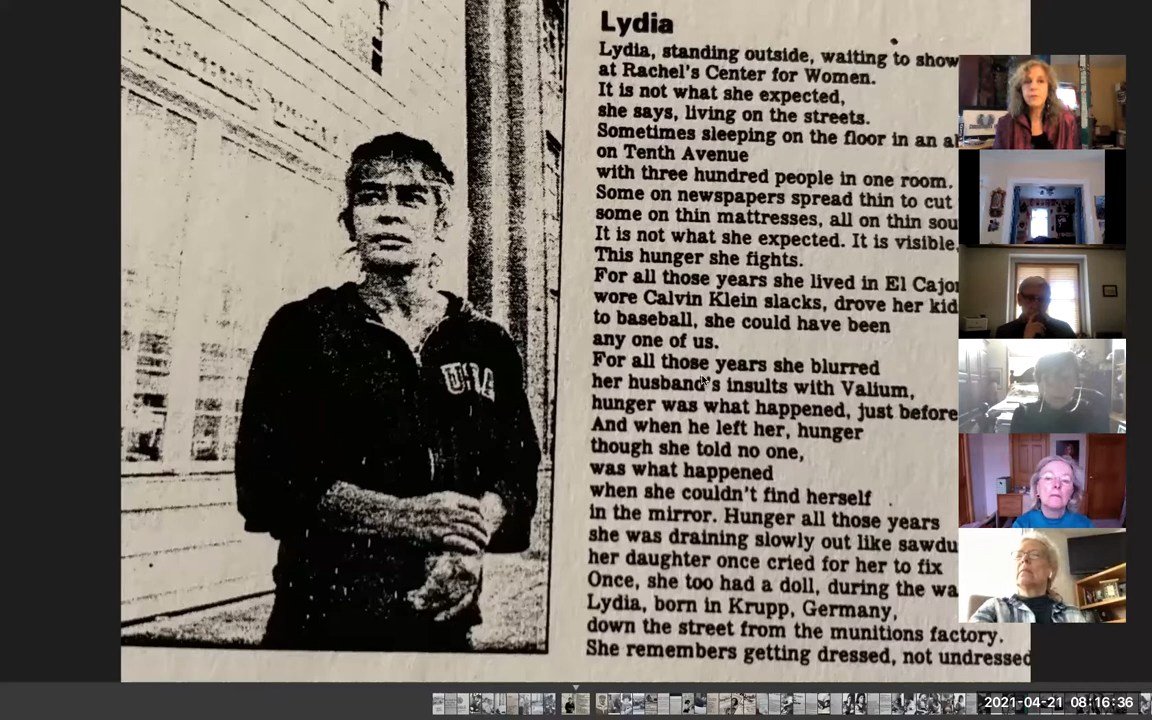 Lydia
Lydia, standing outside, waiting to show
at Rachel's Center for Women.
It is not what she expected,
she says, living on the streets.
Sometimes sleeping on the floor in an
on Tenth Avenue
with three hundred people in one room.
Some on newspapers spread thin to cut
some on thin mattresses, all on thin
It is not what she expected. It is visible,
This hunger she fights.
For all those years she lived in El
wore Calvin Klein slacks, drove her
to baseball, she could have been
any one of us.
For all those years she blurred
her husband's insults with Valium,
hunger was what happened, just before
And when he left her, hunger
though she told no one,
was what happened
when she couldn't find herself
in the mirror. Hunger all those years
she was draining slowly out like
her daughter once cried for her to fix
Once, she too had a doll, during the
Lydia, born in Krupp, Germany,
down the street from the munitions factory.
She remembers getting dressed, not undressed
2021-04-21 08:16:36